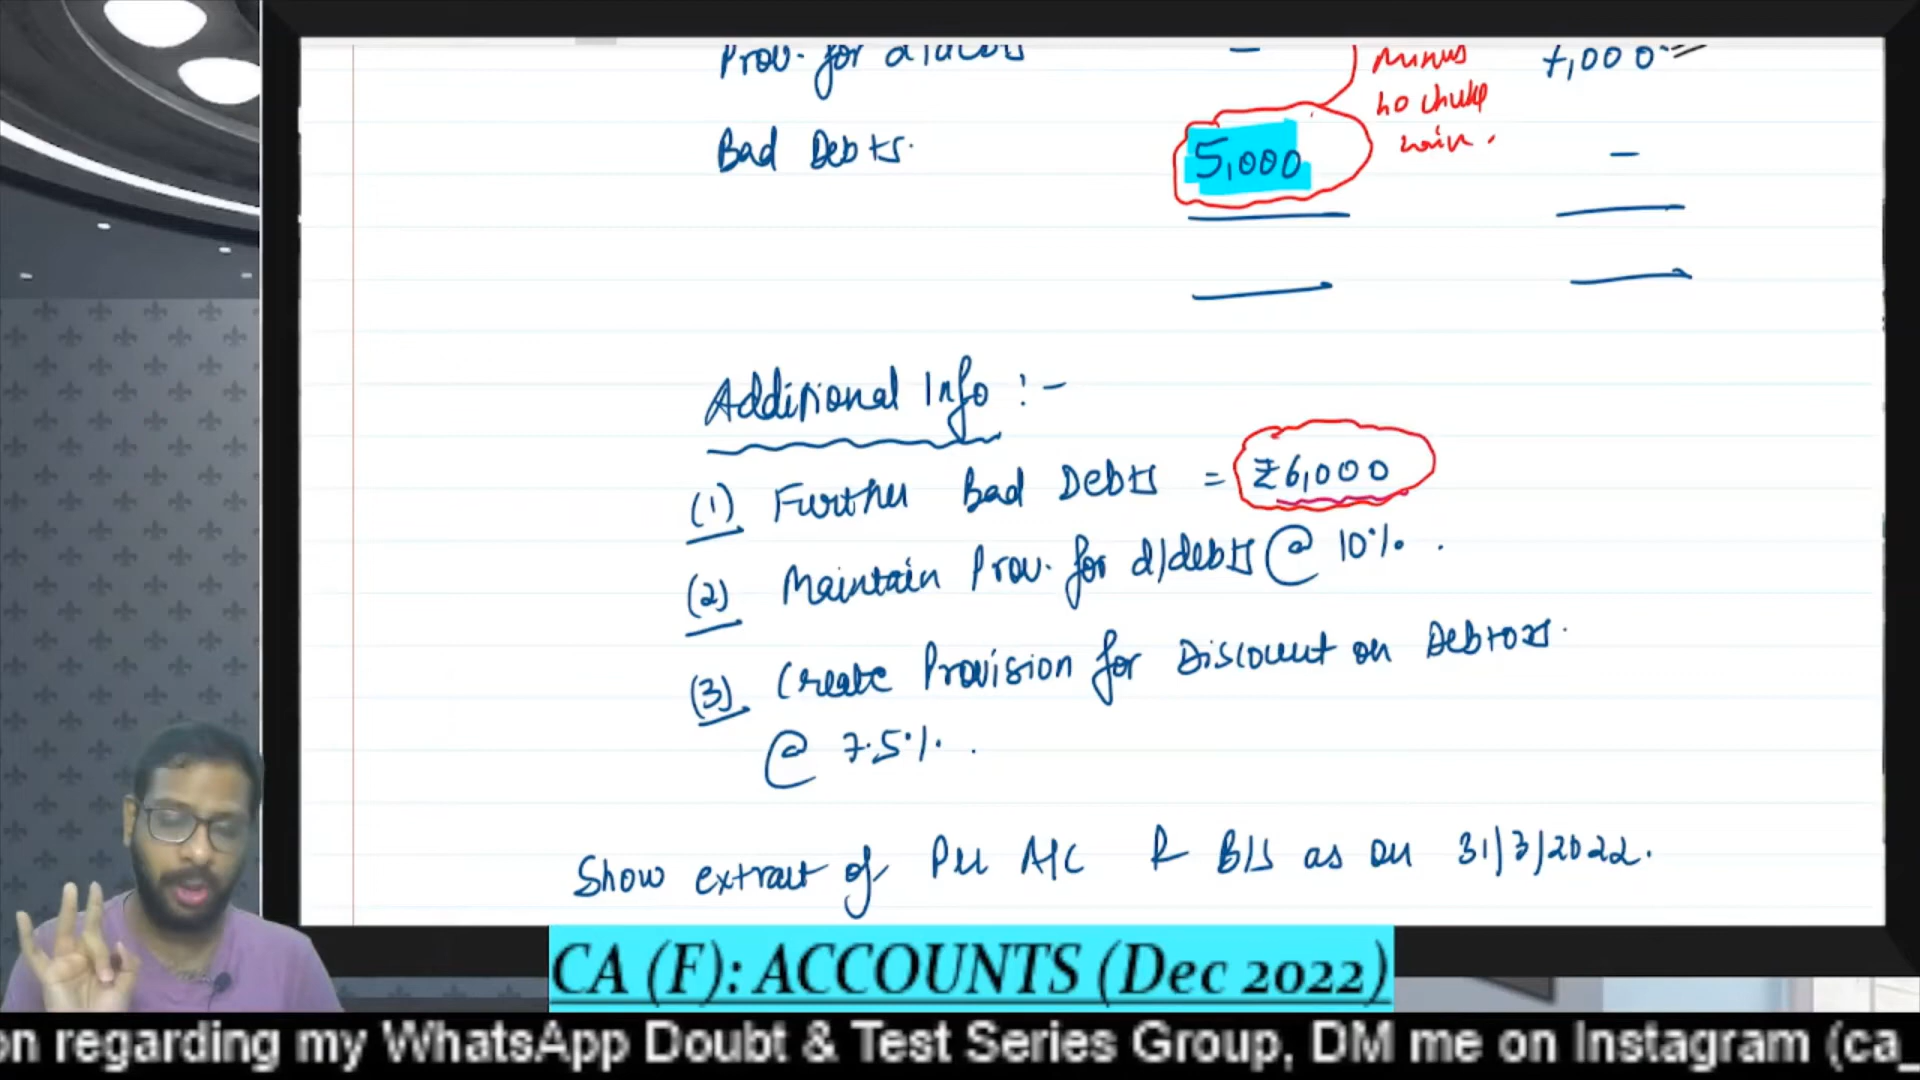 Prov. for d/debts - 7,000
minus
ho chuke
hain.
Bad Debts. 5,000 -
Additional Info :-
(1) Further Bad Debts = ₹6,000
(2) Maintain Prov. for d/debts @ 10%.
(3) Create Provision for Discount on Debtors.
@ 7.5%.
Show extract of P&L A/C & B/S as on 31/3/2022.
CA (F): ACCOUNTS (Dec 2022)
on regarding my WhatsApp Doubt & Test Series Group, DM me on Instagram (ca_